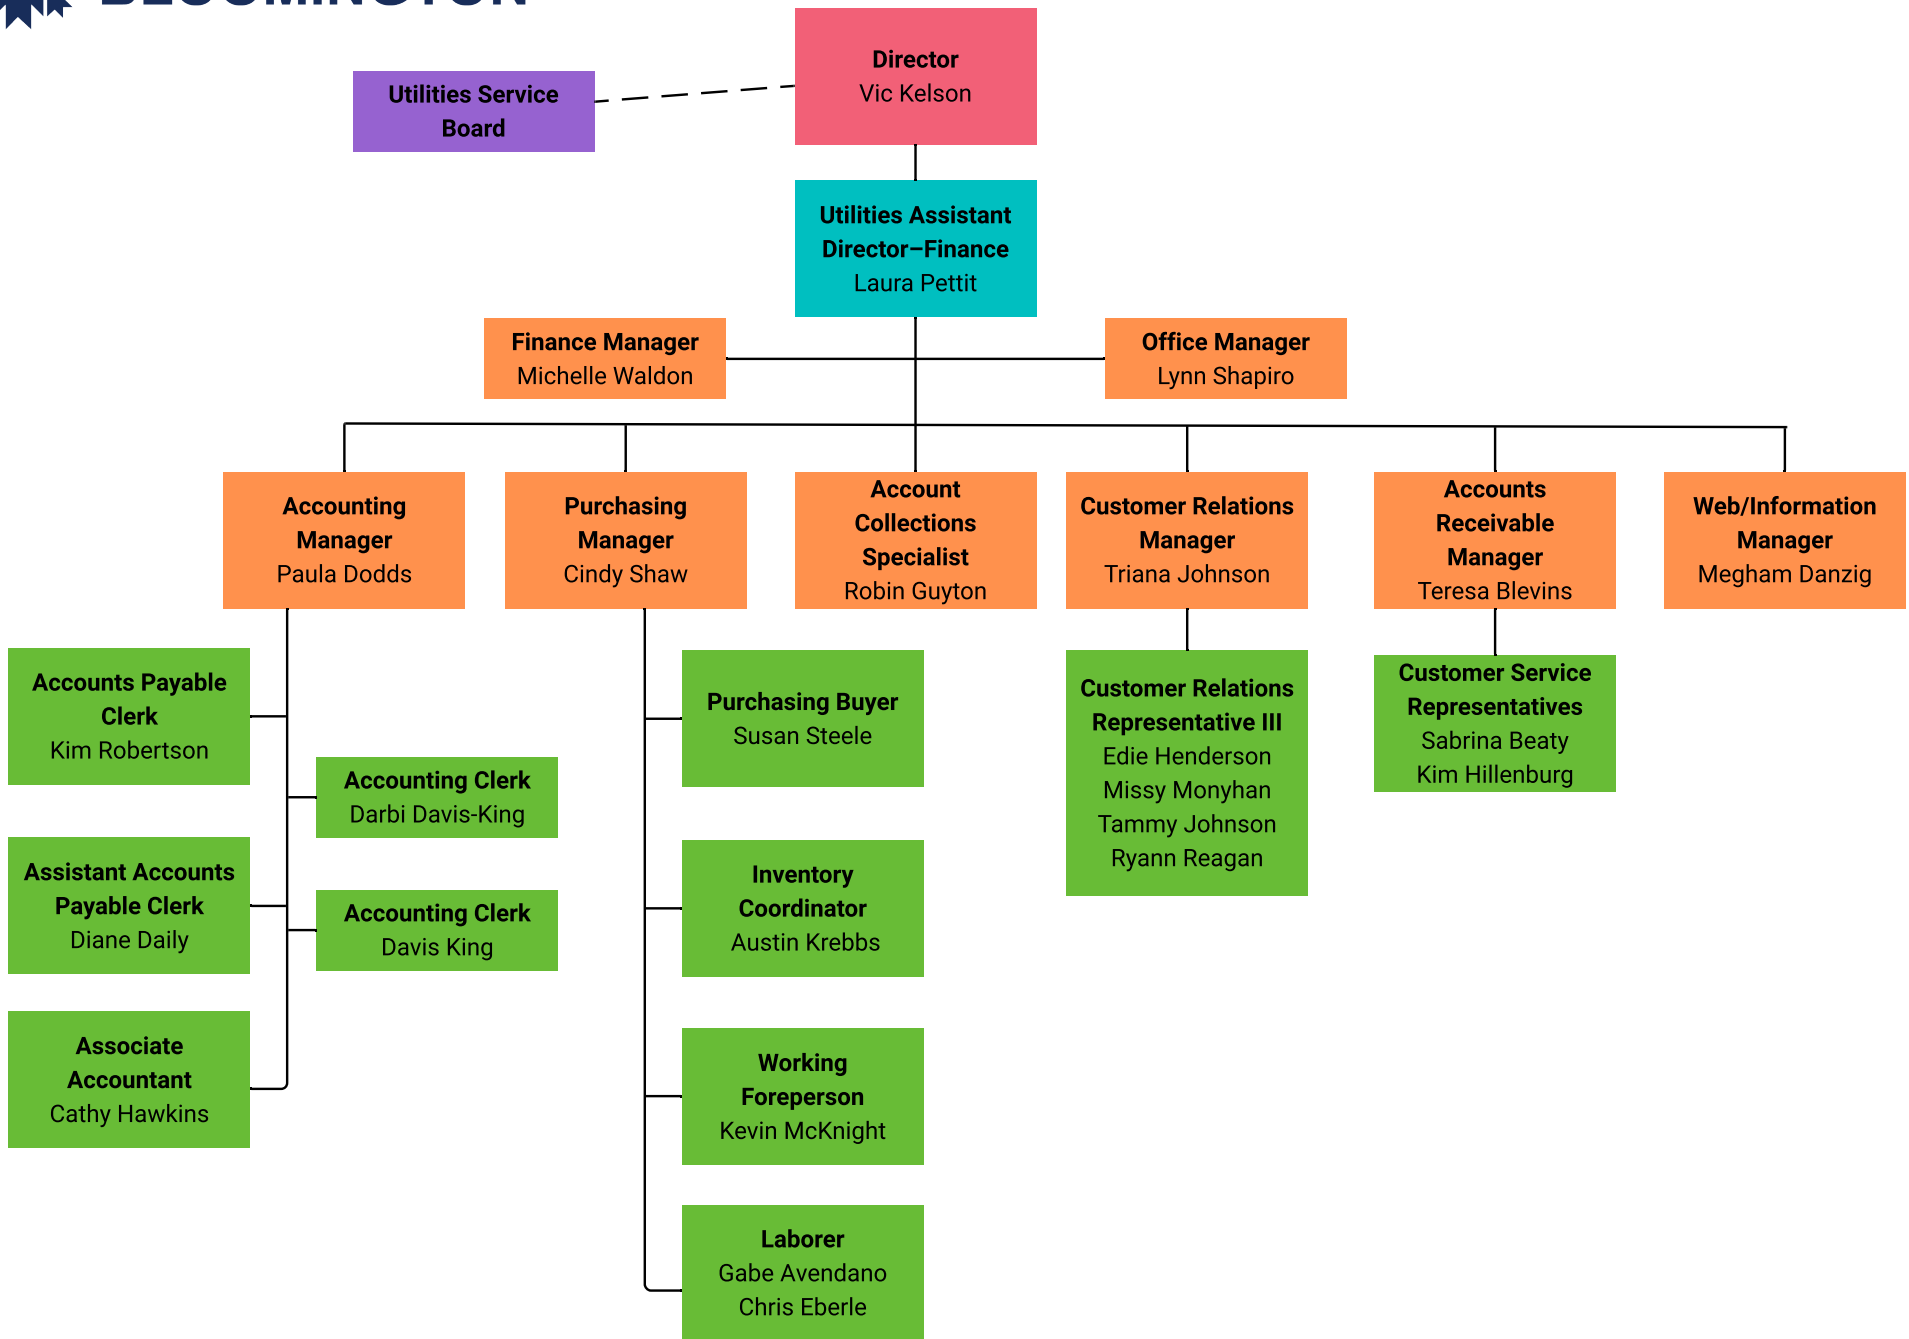 BLOOMINGTON
Director
Vic Kelson
Utilities Service
Board
Utilities Assistant
Director–Finance
Laura Pettit
Finance Manager
Michelle Waldon
Office Manager
Lynn Shapiro
Accounting
Manager
Paula Dodds
Purchasing
Manager
Cindy Shaw
Account
Collections
Specialist
Robin Guyton
Customer Relations
Manager
Triana Johnson
Accounts
Receivable
Manager
Teresa Blevins
Web/Information
Manager
Megham Danzig
Accounts Payable
Clerk
Kim Robertson
Accounting Clerk
Darbi Davis-King
Assistant Accounts
Payable Clerk
Diane Daily
Accounting Clerk
Davis King
Associate
Accountant
Cathy Hawkins
Purchasing Buyer
Susan Steele
Inventory
Coordinator
Austin Krebbs
Working
Foreperson
Kevin McKnight
Laborer
Gabe Avendano
Chris Eberle
Customer Relations
Representative III
Edie Henderson
Missy Monyhan
Tammy Johnson
Ryann Reagan
Customer Service
Representatives
Sabrina Beaty
Kim Hillenburg